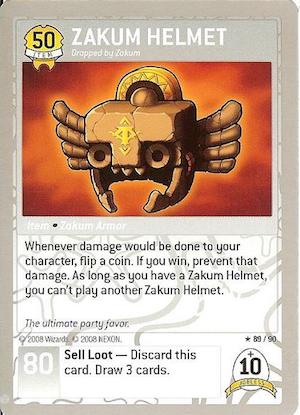 50
ITEM
ZAKUM HELMET
Dropped by Zakum
Item • Zakum Armor
Whenever damage would be done to your
character, flip a coin. If you win, prevent that
damage. As long as you have a Zakum Helmet,
you can't play another Zakum Helmet.
The ultimate party favor.
© 2008 Wizards. © 2008 NEXON. ★ 89 / 90
80
Sell Loot — Discard this
card. Draw 3 cards.
+
10
JOBLESS